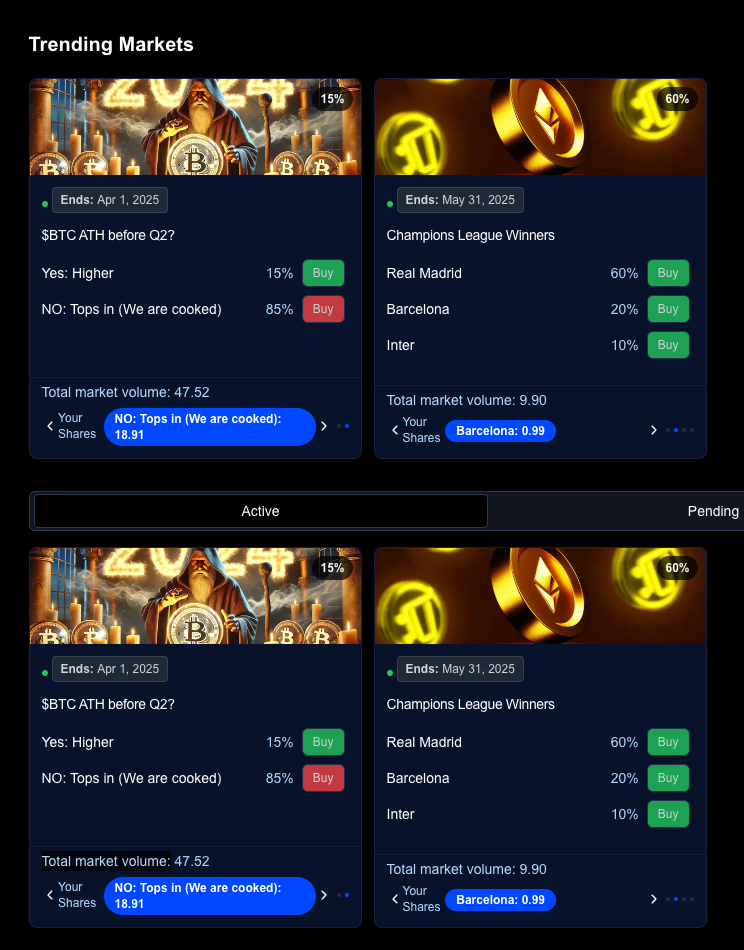 Trending Markets
2024
15%
60%
Ends: Apr 1, 2025
Ends: May 31, 2025
$BTC ATH before Q2?
Champions League Winners
Yes: Higher 15% Buy
Real Madrid 60% Buy
NO: Tops in (We are cooked) 85% Buy
Barcelona 20% Buy
Inter 10% Buy
Total market volume: 47.52
Total market volume: 9.90
Your
Shares
NO: Tops in (We are cooked):
18.91
Your
Shares
Barcelona: 0.99
Active
Pending
2024
15%
60%
Ends: Apr 1, 2025
Ends: May 31, 2025
$BTC ATH before Q2?
Champions League Winners
Yes: Higher 15% Buy
Real Madrid 60% Buy
NO: Tops in (We are cooked) 85% Buy
Barcelona 20% Buy
Inter 10% Buy
Total market volume: 47.52
Total market volume: 9.90
Your
Shares
NO: Tops in (We are cooked):
18.91
Your
Shares
Barcelona: 0.99